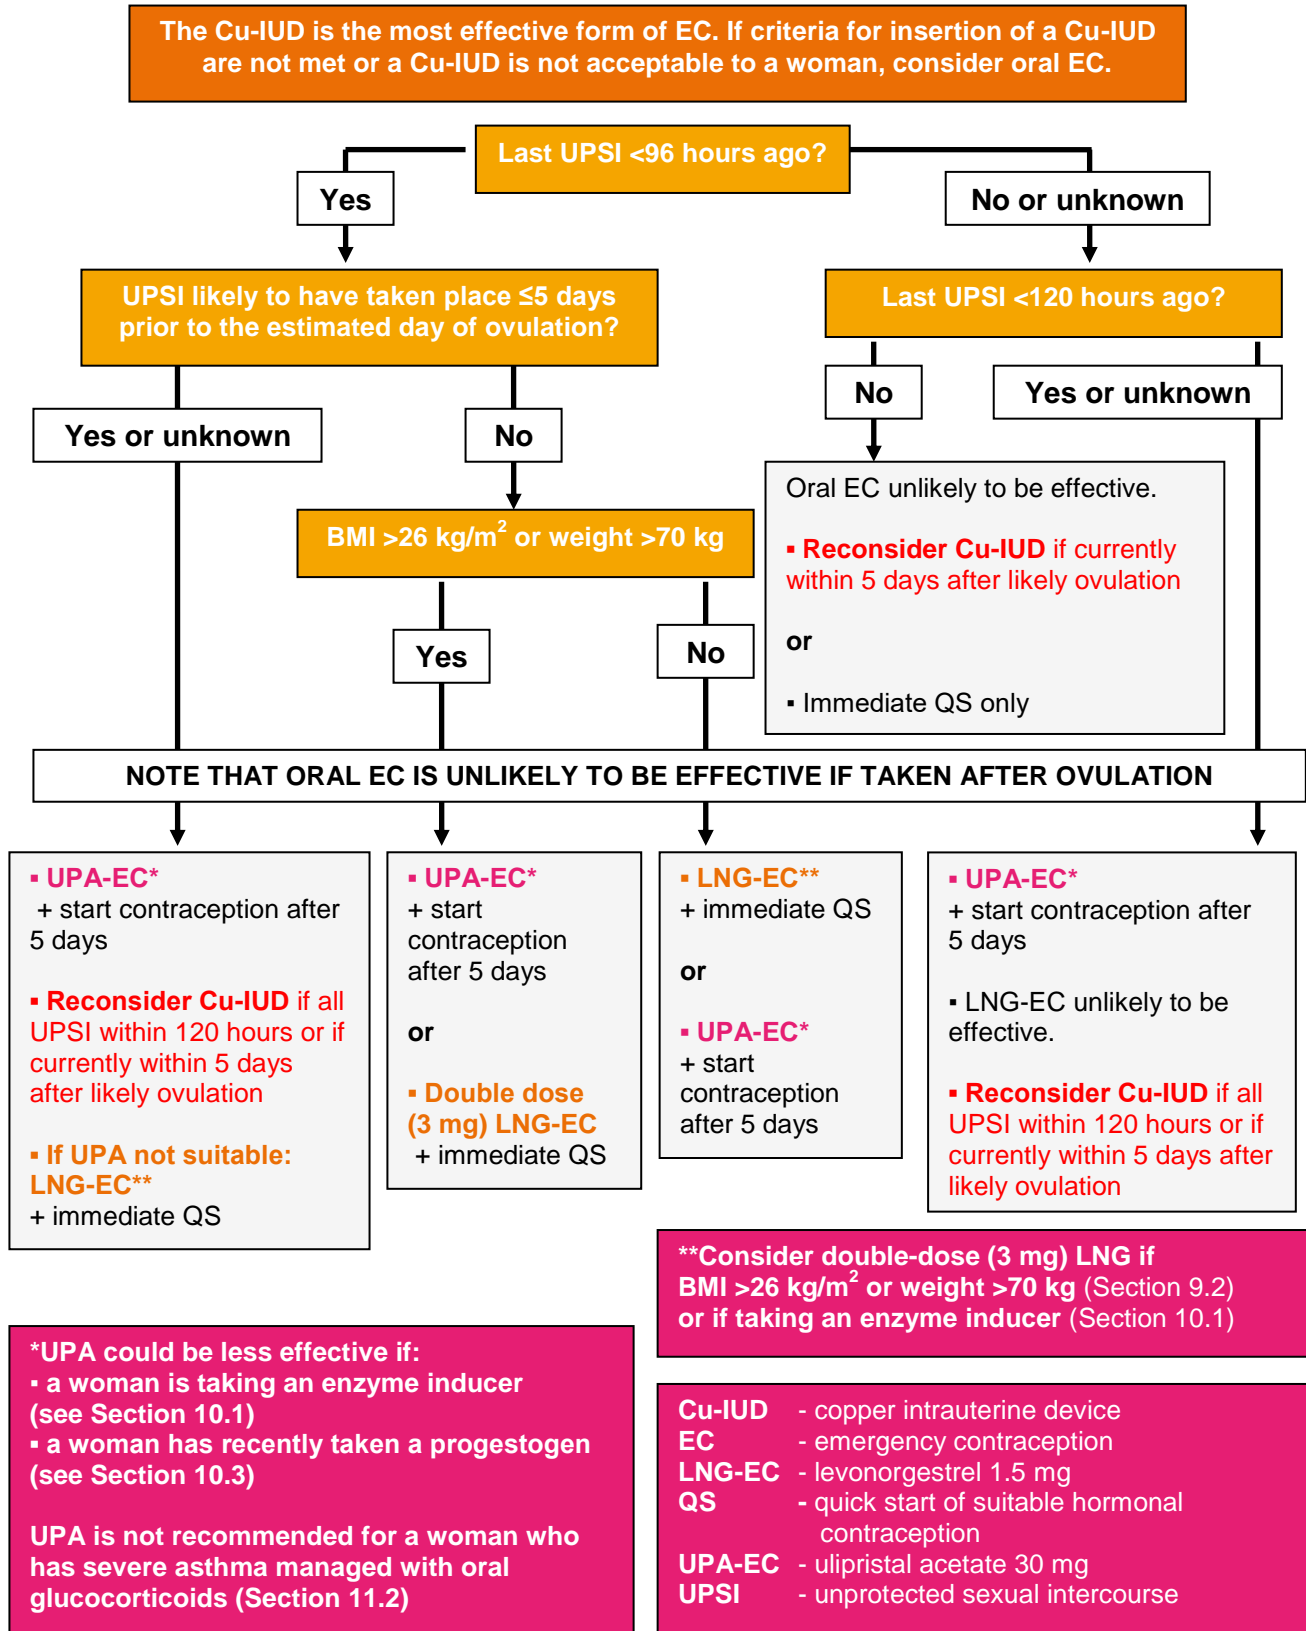 The Cu-IUD is the most effective form of EC. If criteria for insertion of a Cu-IUD
are not met or a Cu-IUD is not acceptable to a woman, consider oral EC.
Last UPSI <96 hours ago?
Yes
No or unknown
UPSI likely to have taken place ≤5 days
prior to the estimated day of ovulation?
Last UPSI <120 hours ago?
Yes or unknown
No
No
Yes or unknown
BMI >26 kg/m² or weight >70 kg
Yes
No
Oral EC unlikely to be effective.
▪ Reconsider Cu-IUD if currently
within 5 days after likely ovulation
or
▪ Immediate QS only
NOTE THAT ORAL EC IS UNLIKELY TO BE EFFECTIVE IF TAKEN AFTER OVULATION
▪ UPA-EC*
+ start contraception after
5 days
▪ Reconsider Cu-IUD if all
UPSI within 120 hours or if
currently within 5 days
after likely ovulation
▪ If UPA not suitable:
LNG-EC**
+ immediate QS
▪ UPA-EC*
+ start
contraception
after 5 days
or
▪ Double dose
(3 mg) LNG-EC
+ immediate QS
▪ LNG-EC**
+ immediate QS
or
▪ UPA-EC*
+ start
contraception
after 5 days
▪ UPA-EC*
+ start contraception after
5 days
▪ LNG-EC unlikely to be
effective.
▪ Reconsider Cu-IUD if all
UPSI within 120 hours or if
currently within 5 days after
likely ovulation
**Consider double-dose (3 mg) LNG if
BMI >26 kg/m² or weight >70 kg (Section 9.2)
or if taking an enzyme inducer (Section 10.1)
*UPA could be less effective if:
▪ a woman is taking an enzyme inducer
(see Section 10.1)
▪ a woman has recently taken a progestogen
(see Section 10.3)
UPA is not recommended for a woman who
has severe asthma managed with oral
glucocorticoids (Section 11.2)
Cu-IUD - copper intrauterine device
EC - emergency contraception
LNG-EC - levonorgestrel 1.5 mg
QS - quick start of suitable hormonal
contraception
UPA-EC - ulipristal acetate 30 mg
UPSI - unprotected sexual intercourse